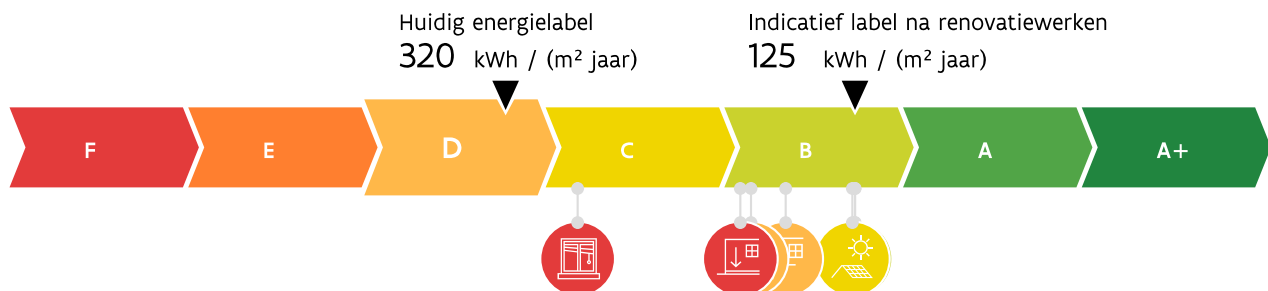 Huidig energielabel
320 kWh / (m² jaar)
Indicatief label na renovatiewerken
125 kWh / (m² jaar)
F
E
D
C
B
A
A+